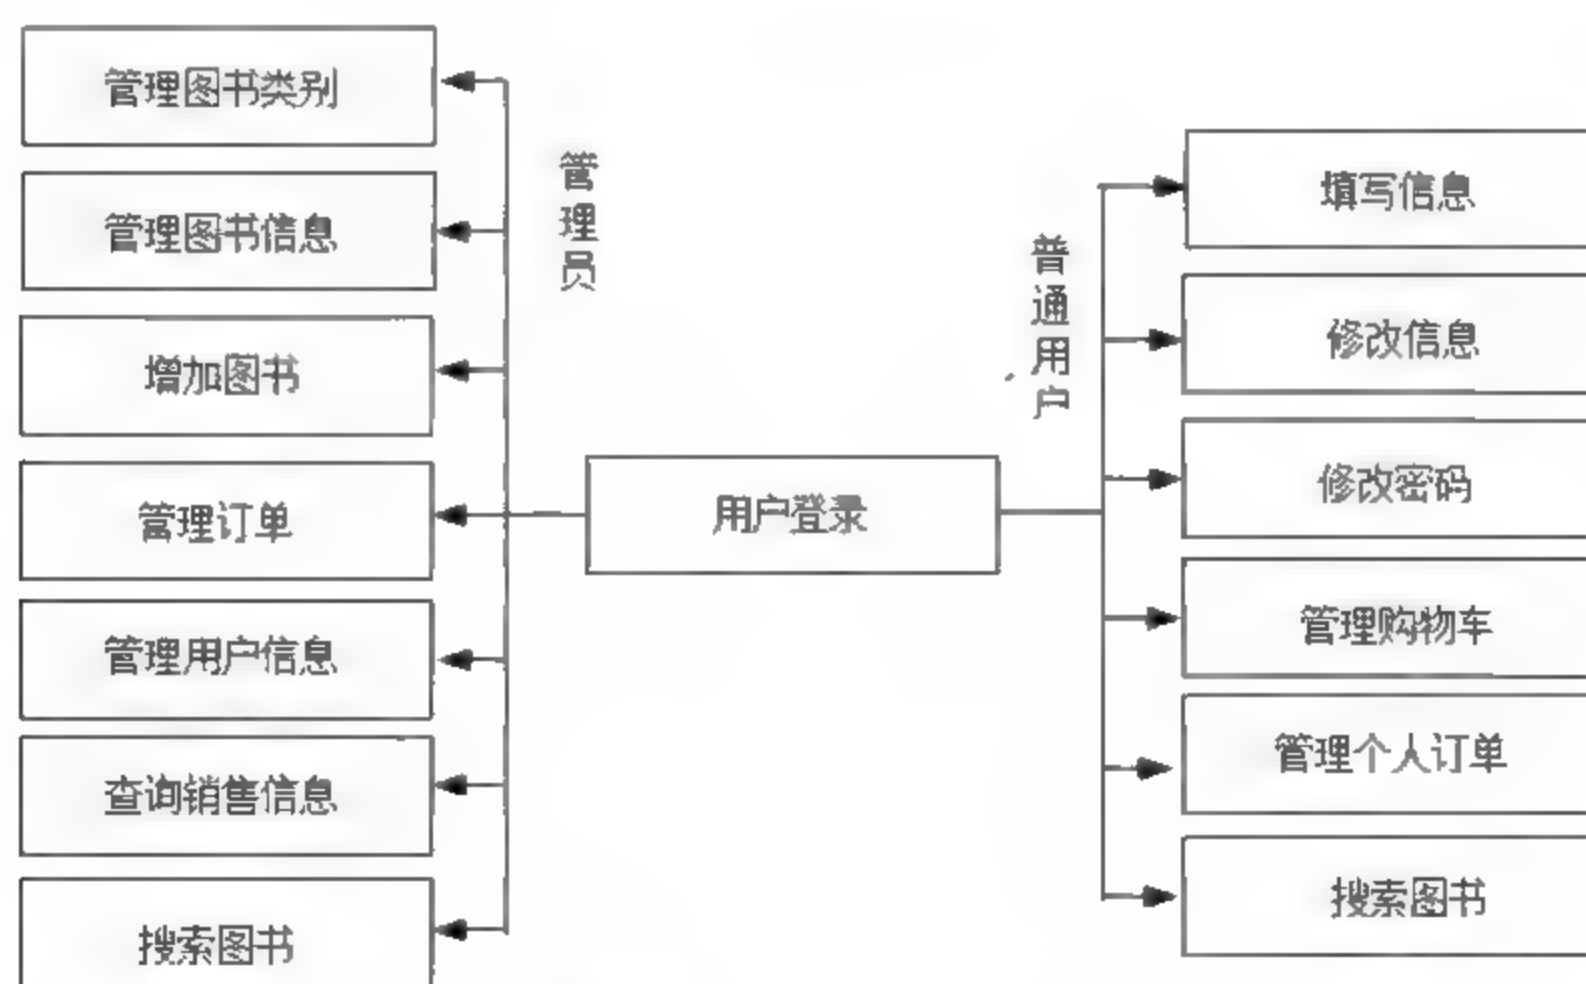 管理图书类别
管理图书信息
增加图书
管理订单
管理用户信息
查询销售信息
搜索图书
管理员
用户登录
普通用户
填写信息
修改信息
修改密码
管理购物车
管理个人订单
搜索图书